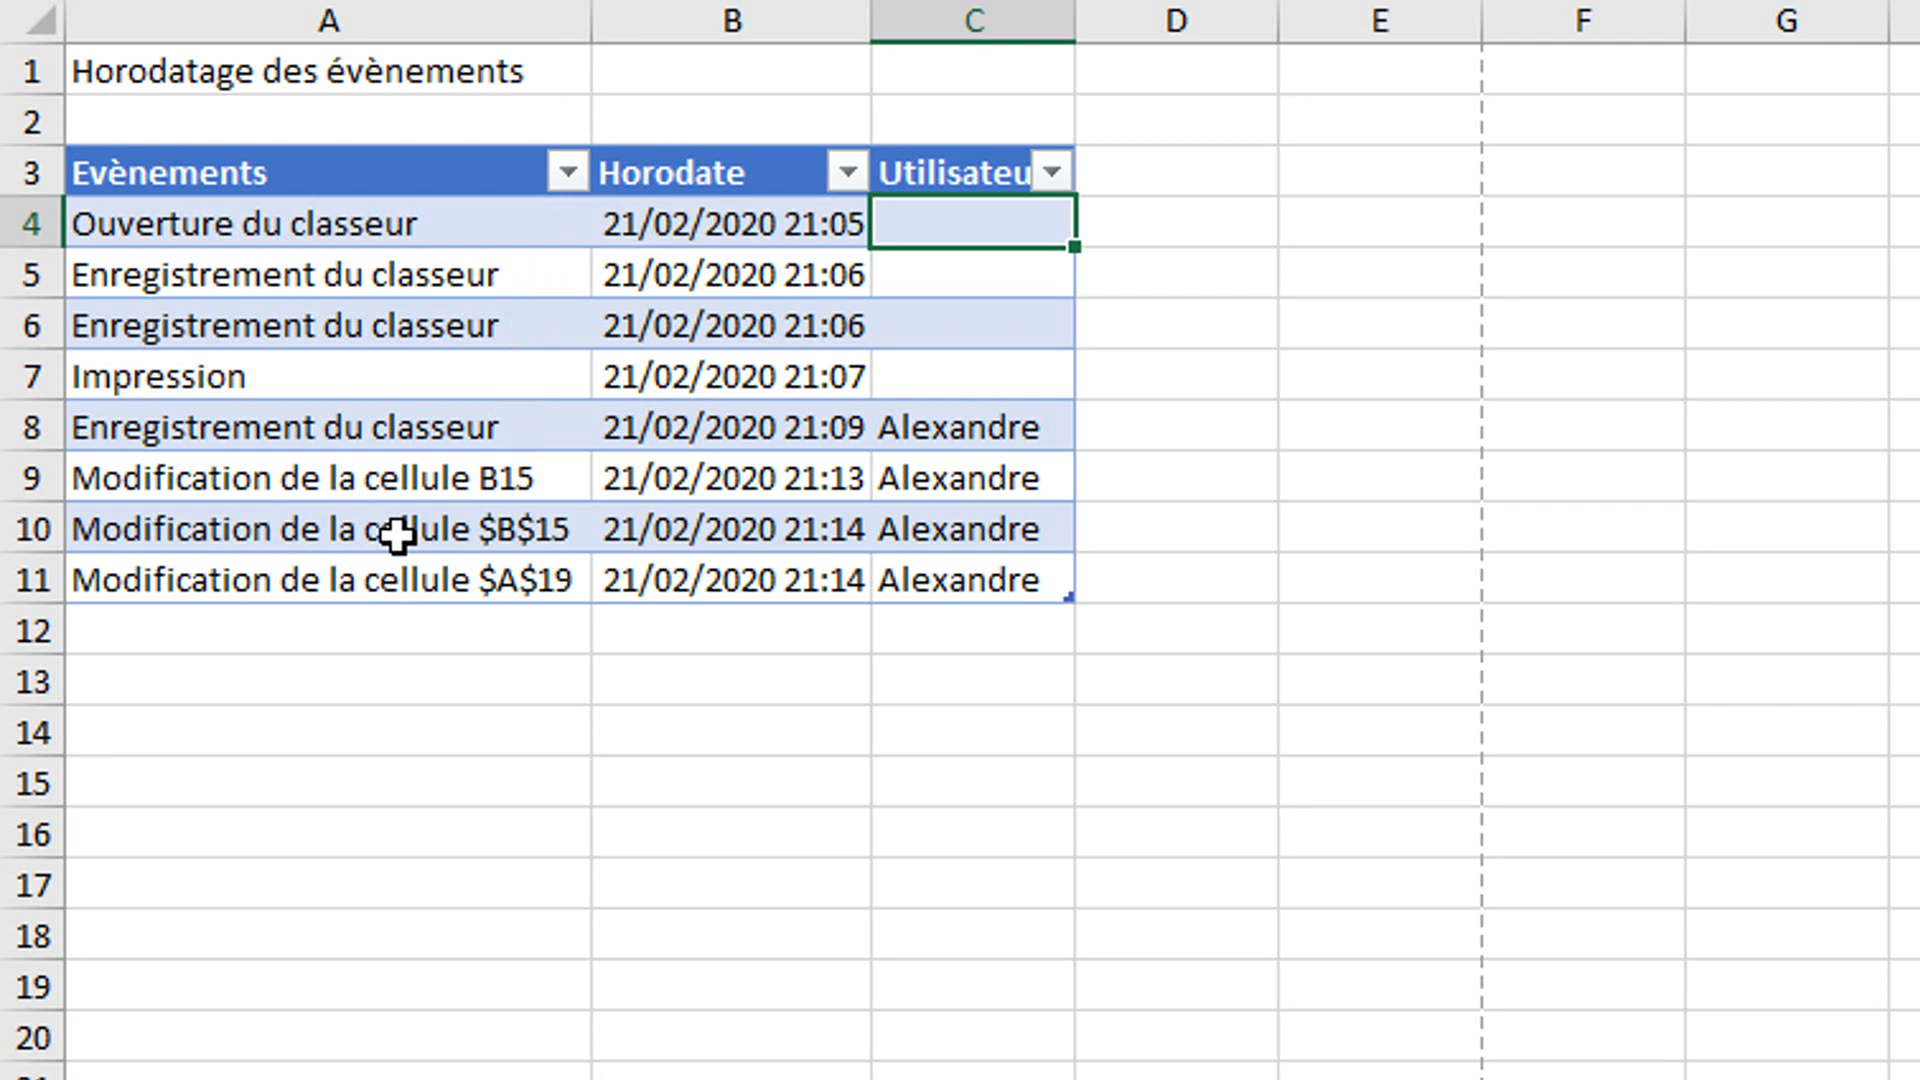 A B C D E F G
1 Horodatage des évènements
2
3 Evènements Horodate Utilisateu
4 Ouverture du classeur 21/02/2020 21:05
5 Enregistrement du classeur 21/02/2020 21:06
6 Enregistrement du classeur 21/02/2020 21:06
7 Impression 21/02/2020 21:07
8 Enregistrement du classeur 21/02/2020 21:09 Alexandre
9 Modification de la cellule B15 21/02/2020 21:13 Alexandre
10 Modification de la cellule $B$15 21/02/2020 21:14 Alexandre
11 Modification de la cellule $A$19 21/02/2020 21:14 Alexandre
12
13
14
15
16
17
18
19
20